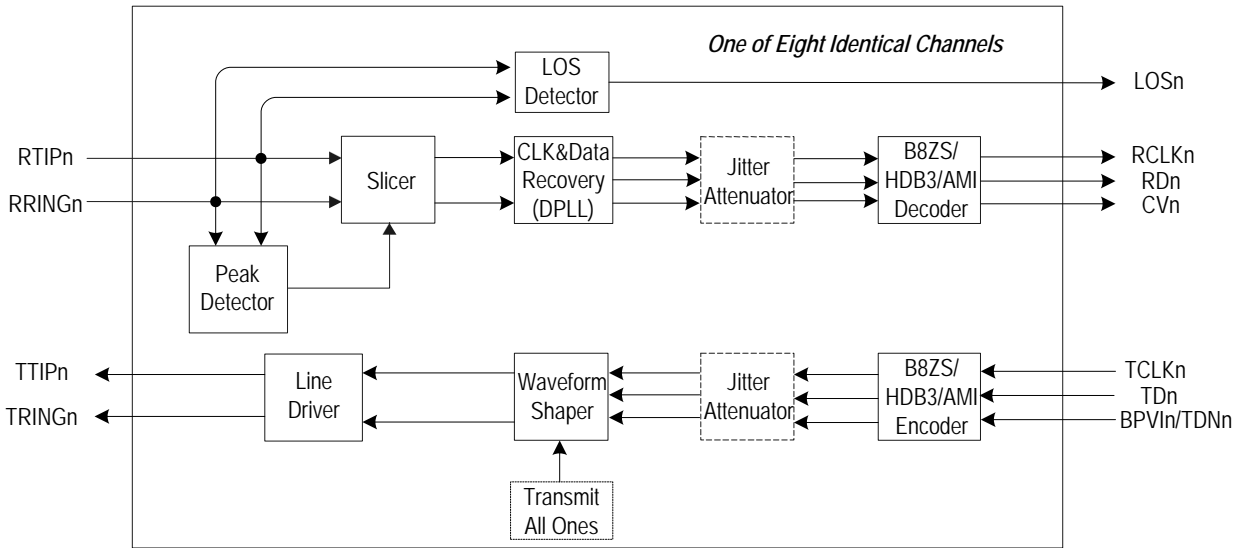 One of Eight Identical Channels
LOS
Detector
LOSn
RTIPn
RRINGn
Slicer
CLK&Data
Recovery
(DPLL)
Jitter
Attenuator
B8ZS/
HDB3/AMI
Decoder
RCLKn
RDn
CVn
Peak
Detector
TTIPn
TRINGn
Line
Driver
Waveform
Shaper
Jitter
Attenuator
B8ZS/
HDB3/AMI
Encoder
TCLKn
TDn
BPVIn/TDNn
Transmit
All Ones